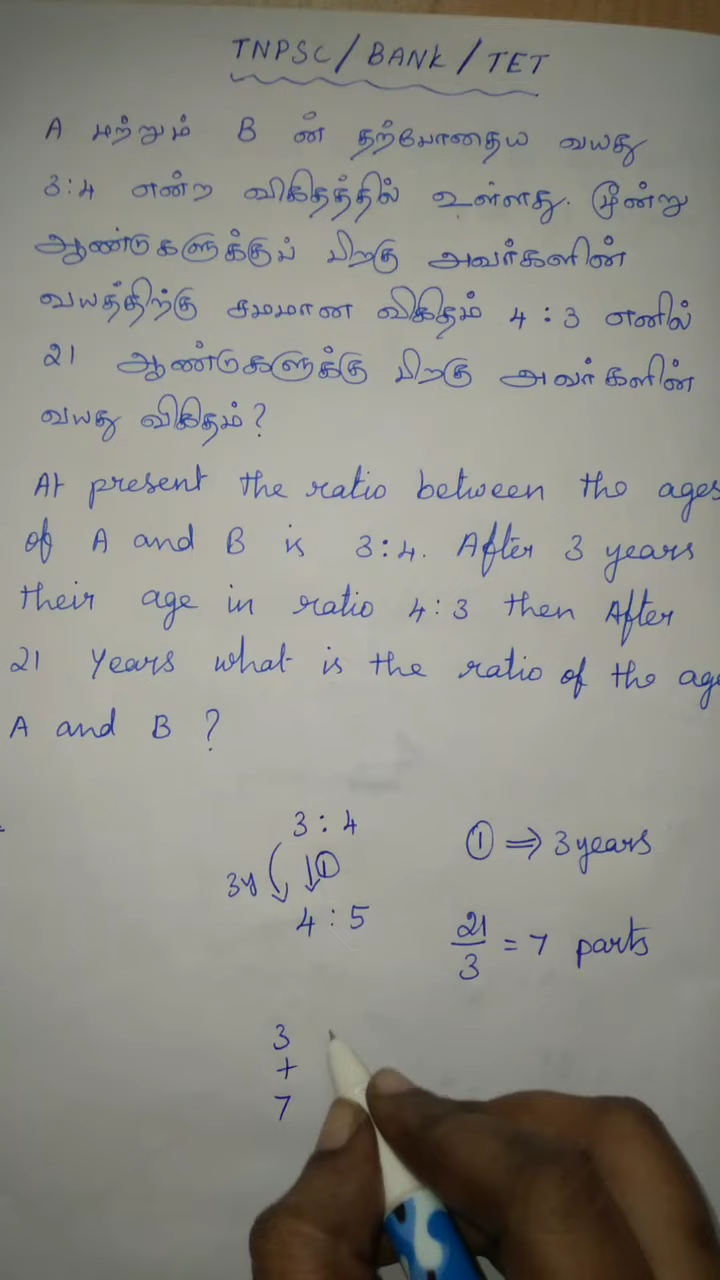 TNPSC/BANK/TET
A மற்றும் B ன் தற்போதைய வயது
3:4 என்ற விகிதத்தில் உள்ளது. மூன்று
ஆண்டுகளுக்குப் பிறகு அவர்களின்
வயத்திற்கு சமமான விகிதம் 4:3 எனில்
21 ஆண்டுகளுக்கு பிறகு அவர்களின்
வயது விகிதம்?
At present the ratio between the ages
of A and B is 3:4. After 3 years
their age in ratio 4:3 then After
21 Years what is the ratio of the age
A and B ?
3:4
① ⇒ 3 years
3y ①
4:5
21/3 = 7 parts
3
+
7